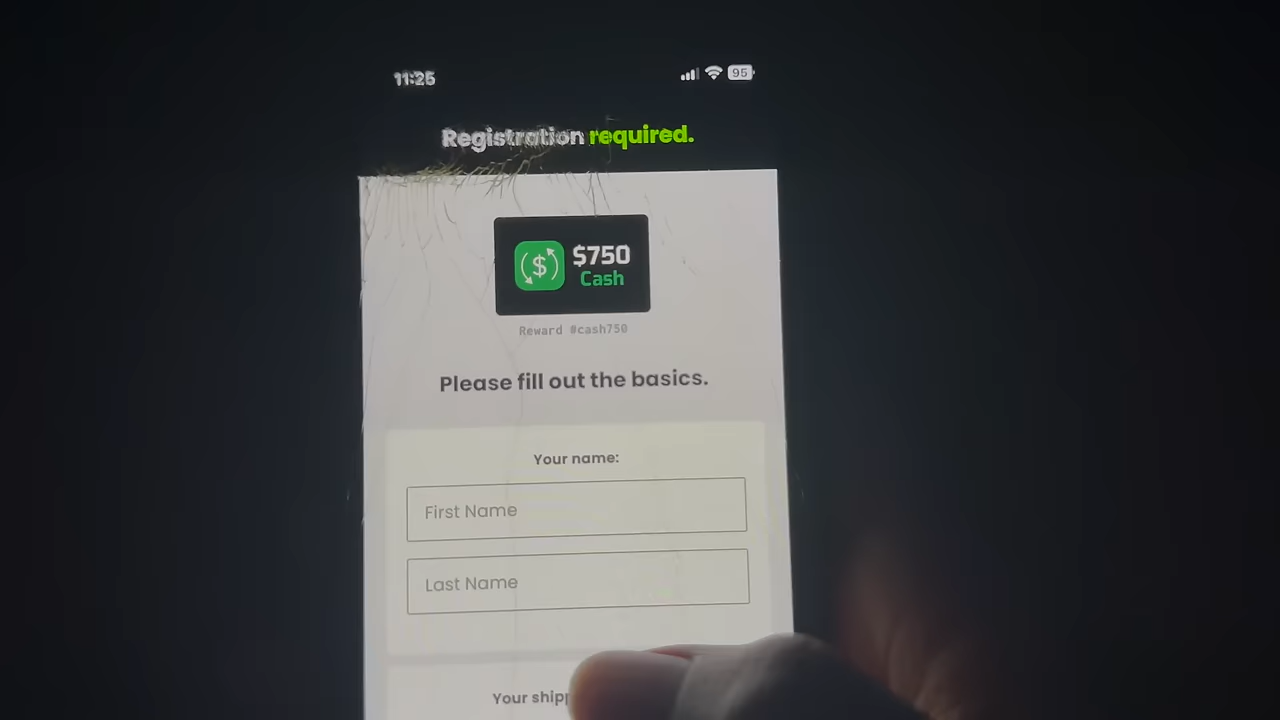 11:25
95
Registration required.
$
$750
Cash
Reward #cash750
Please fill out the basics.
Your name:
First Name
Last Name
Your